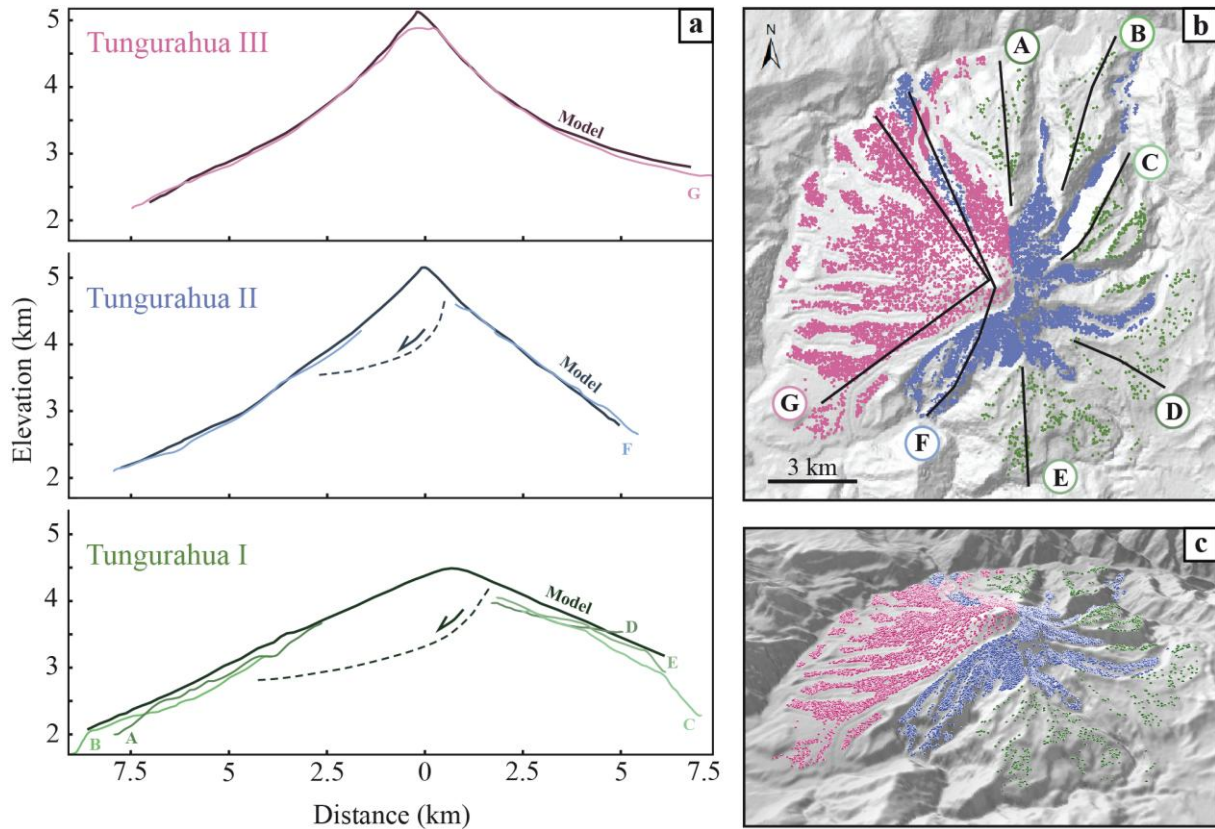 a
Tungurahua III
5
4
3
2
Model
G
Tungurahua II
5
4
3
2
Model
F
Elevation (km)
Tungurahua I
5
4
3
2
Model
D
E
C
B
A
7.5
5
2.5
0
2.5
5
7.5
Distance (km)
b
N
A
B
C
D
E
F
G
3 km
c